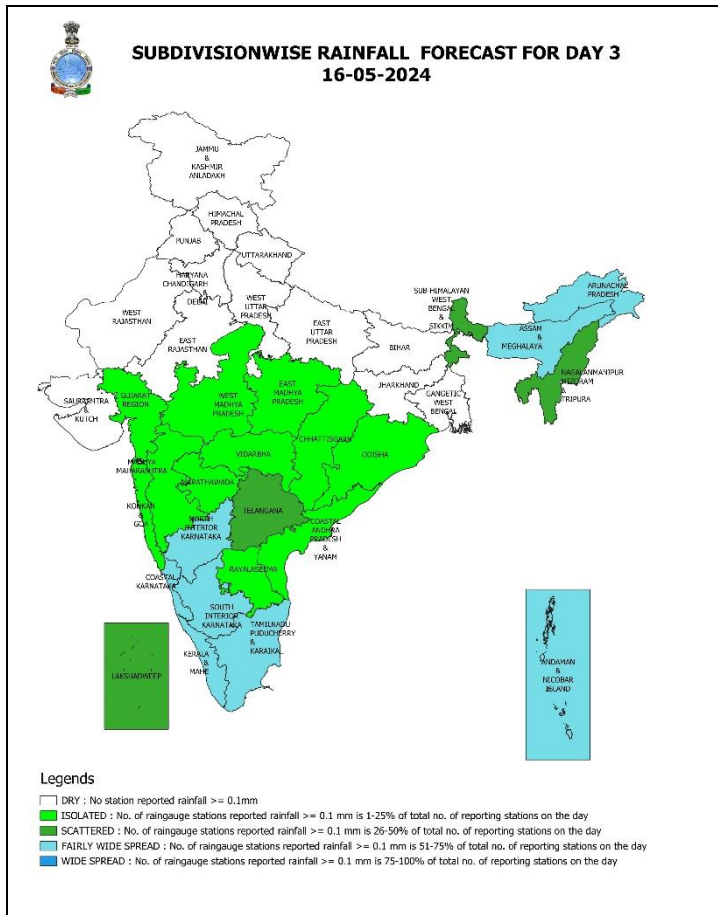 SUBDIVISIONWISE RAINFALL FORECAST FOR DAY 3
16-05-2024
JAMMU
&
KASHMIR
ANLADAKH
HIMACHAL
PRADESH
PUNJAB
UTTARAKHAND
HARYANA
CHANDIGARH
&
DELHI
WEST
RAJASTHAN
WEST
UTTAR
PRADESH
EAST
RAJASTHAN
EAST
UTTAR
PRADESH
SUB-HIMALAYAN
WEST
BENGAL
&
SIKKIM
ARUNACHAL
PRADESH
ASSAM
&
MEGHALAYA
BIHAR
NAGALANMANIPUR
MIZORAM
&
TRIPURA
JHARKHAND
GANGETIC
WEST
BENGAL
SAURASHTRA
&
KUTCH
GUJARAT
REGION
WEST
MADHYA
PRADESH
EAST
MADHYA
PRADESH
CHHATTISGARH
ODISHA
VIDARBHA
MADHYA
MAHARASHTRA
MARATHAWADA
KONKAN
&
GOA
TELANGANA
NORTH
INTERIOR
KARNATAKA
COASTAL
ANDHRA
PRADESH
&
YANAM
RAYALASEEMA
COASTAL
KARNATAKA
SOUTH
INTERIOR
KARNATAKA
TAMILNADU
PUDUCHERRY
&
KARAIKAL
KERALA
&
MAHE
LAKSHADWEEP
ANDAMAN
&
NICOBAR
ISLAND
Legends
DRY : No station reported rainfall >= 0.1mm
ISOLATED : No. of raingauge stations reported rainfall >= 0.1 mm is 1-25% of total no. of reporting stations on the day
SCATTERED : No. of raingauge stations reported rainfall >= 0.1 mm is 26-50% of total no. of reporting stations on the day
FAIRLY WIDE SPREAD : No. of raingauge stations reported rainfall >= 0.1 mm is 51-75% of total no. of reporting stations on the day
WIDE SPREAD : No. of raingauge stations reported rainfall >= 0.1 mm is 75-100% of total no. of reporting stations on the day